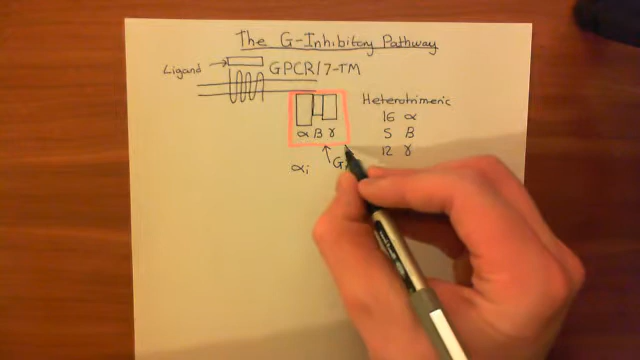 The G-Inhibitory Pathway
Ligand → GPCR/7-TM
Heterotrimeric
16 α
5 β
12 γ
α β γ
αi
G